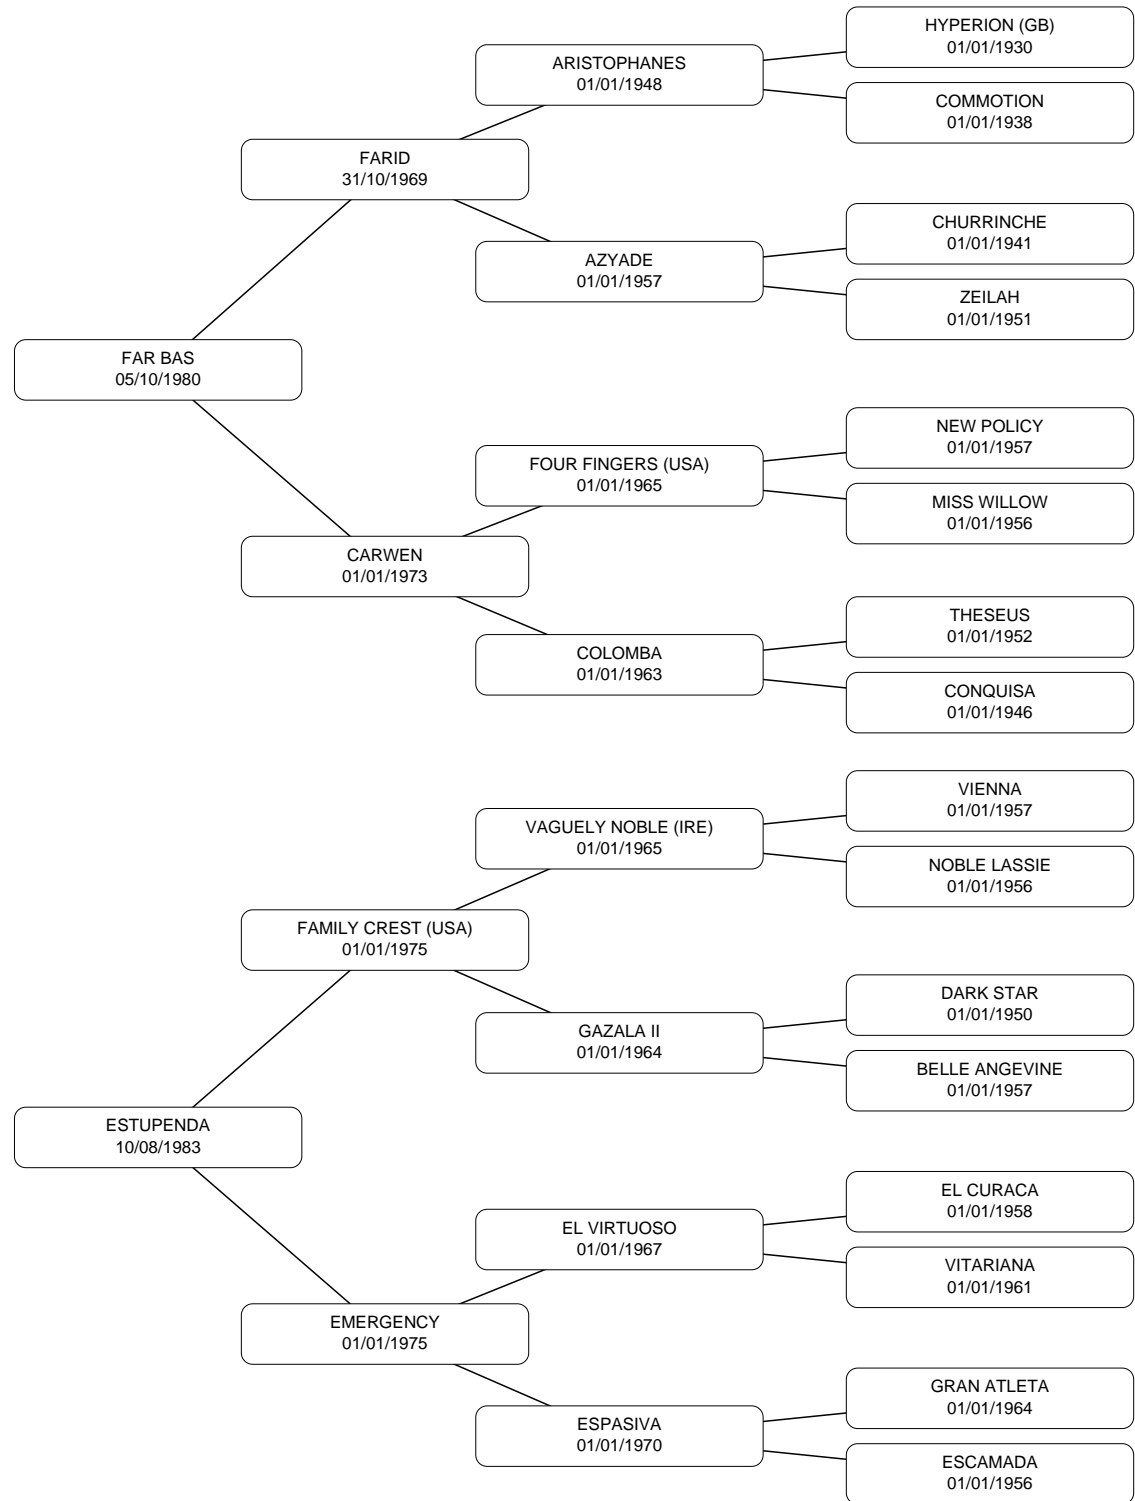 HYPERION (GB)
01/01/1930
ARISTOPHANES
01/01/1948
COMMOTION
01/01/1938
FARID
31/10/1969
CHURRINCHE
01/01/1941
AZYADE
01/01/1957
ZEILAH
01/01/1951
FAR BAS
05/10/1980
NEW POLICY
01/01/1957
FOUR FINGERS (USA)
01/01/1965
MISS WILLOW
01/01/1956
CARWEN
01/01/1973
THESEUS
01/01/1952
COLOMBA
01/01/1963
CONQUISA
01/01/1946
VIENNA
01/01/1957
VAGUELY NOBLE (IRE)
01/01/1965
NOBLE LASSIE
01/01/1956
FAMILY CREST (USA)
01/01/1975
DARK STAR
01/01/1950
GAZALA II
01/01/1964
BELLE ANGEVINE
01/01/1957
ESTUPENDA
10/08/1983
EL CURACA
01/01/1958
EL VIRTUOSO
01/01/1967
VITARIANA
01/01/1961
EMERGENCY
01/01/1975
GRAN ATLETA
01/01/1964
ESPASIVA
01/01/1970
ESCAMADA
01/01/1956